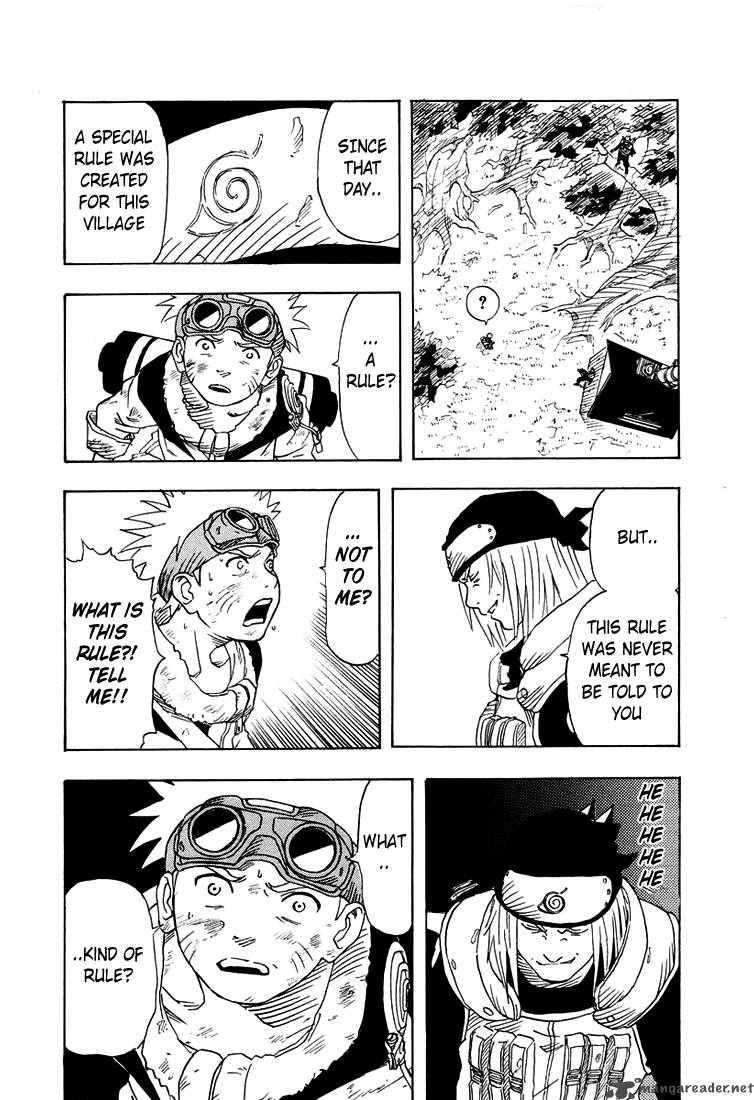 ?
SINCE
THAT
DAY..
A SPECIAL
RULE WAS
CREATED
FOR THIS
VILLAGE
...
A
RULE?
BUT..
THIS RULE
WAS NEVER
MEANT TO
BE TOLD TO
YOU
...
NOT
TO
ME?
WHAT IS
THIS
RULE?!
TELL
ME!!
HE
HE
HE
HE
HE
WHAT
..
..KIND OF
RULE?
mangareader.net